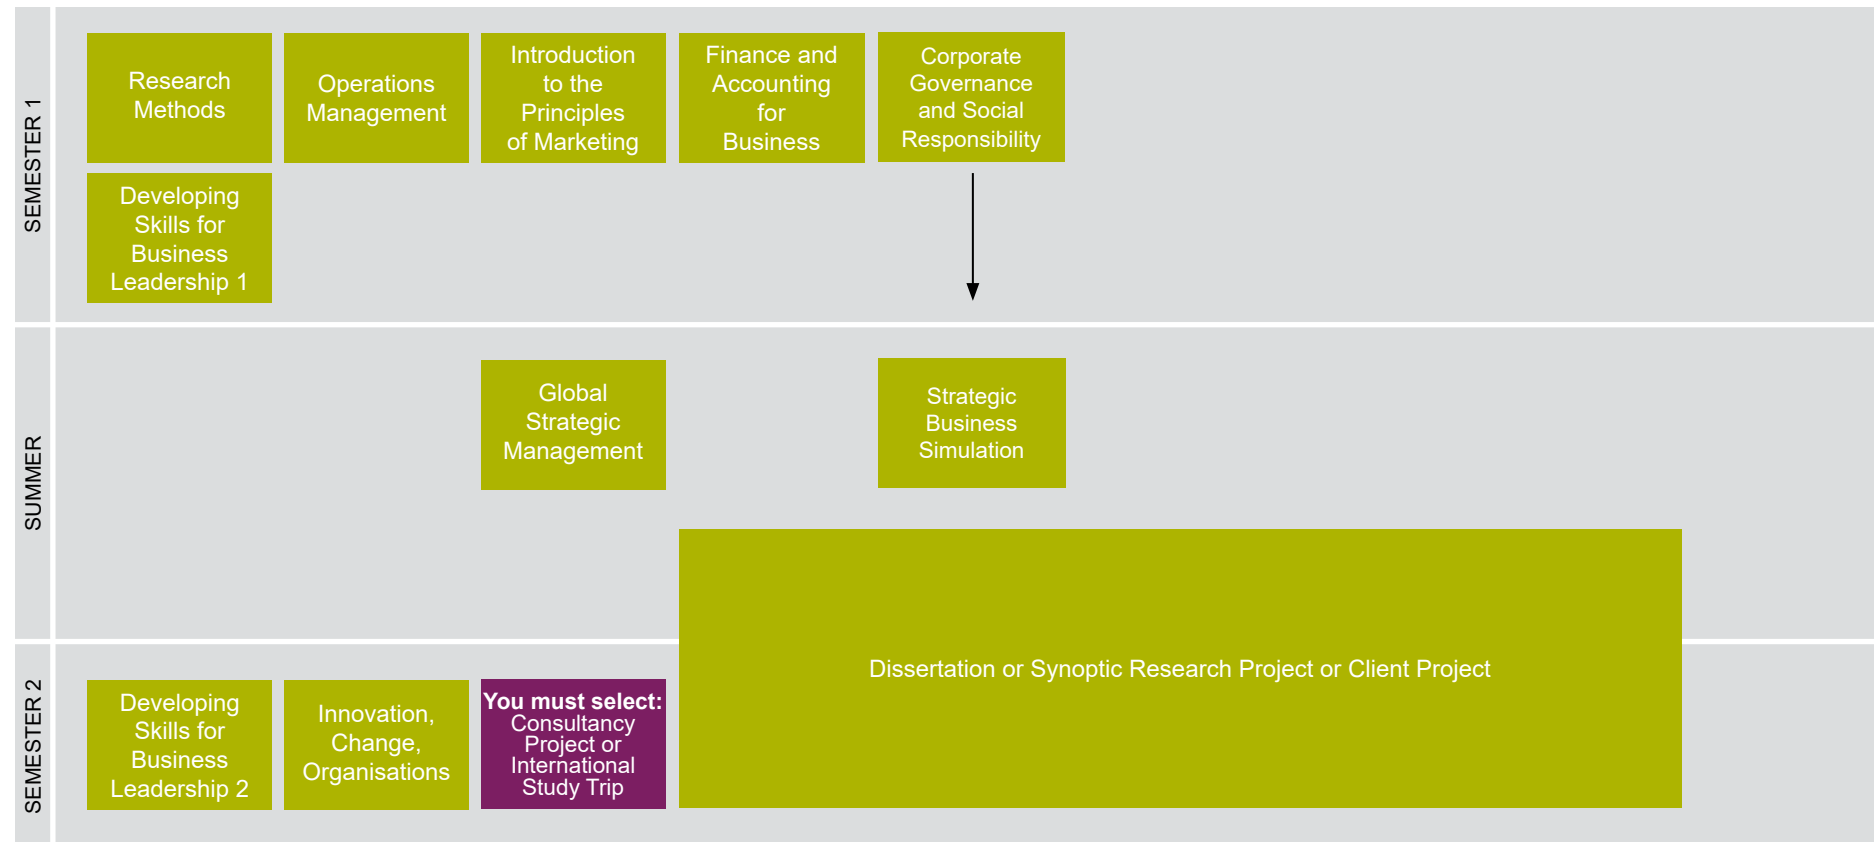 SEMESTER 1
Research
Methods
Operations
Management
Introduction
to the
Principles
of Marketing
Finance and
Accounting
for
Business
Corporate
Governance
and Social
Responsibility
Developing
Skills for
Business
Leadership 1
SUMMER
Global
Strategic
Management
Strategic
Business
Simulation
Dissertation or Synoptic Research Project or Client Project
SEMESTER 2
Developing
Skills for
Business
Leadership 2
Innovation,
Change,
Organisations
You must select:
Consultancy
Project or
International
Study Trip